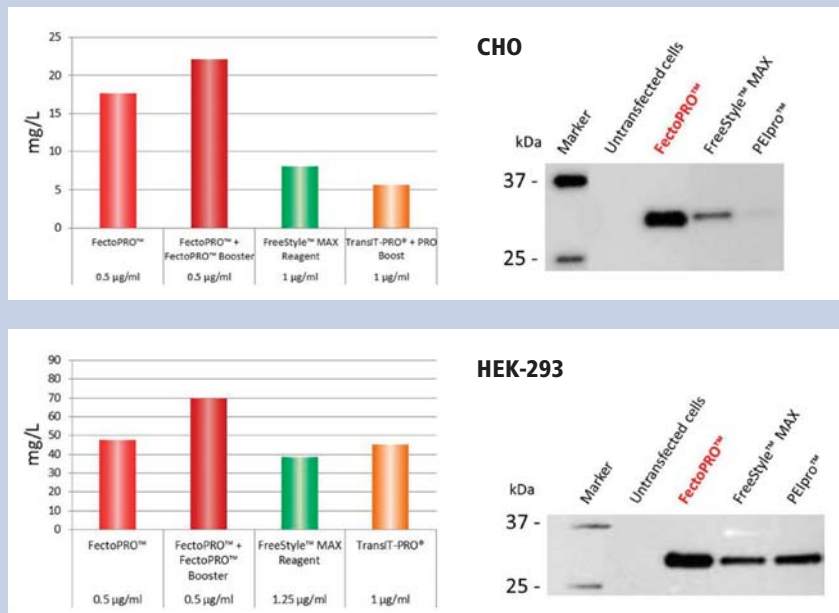 25
20
15
10
5
0
mg/L
FectoPRO™
FectoPRO™ +
FectoPRO™ Booster
FreeStyle™ MAX
Reagent
TransIT-PRO® + PRO
Boost
0.5 µg/ml
0.5 µg/ml
1 µg/ml
1 µg/ml
CHO
kDa
Marker
Untransfected cells
FectoPRO™
FreeStyle™ MAX
PEIpro™
37 -
25 -
90
80
70
60
50
40
30
20
10
0
mg/L
FectoPRO™
FectoPRO™ +
FectoPRO™
Booster
FreeStyle™ MAX
Reagent
TransIT-PRO®
0.5 µg/ml
0.5 µg/ml
1.25 µg/ml
1 µg/ml
HEK-293
kDa
Marker
Untransfected cells
FectoPRO™
FreeStyle™ MAX
PEIpro™
37 -
25 -